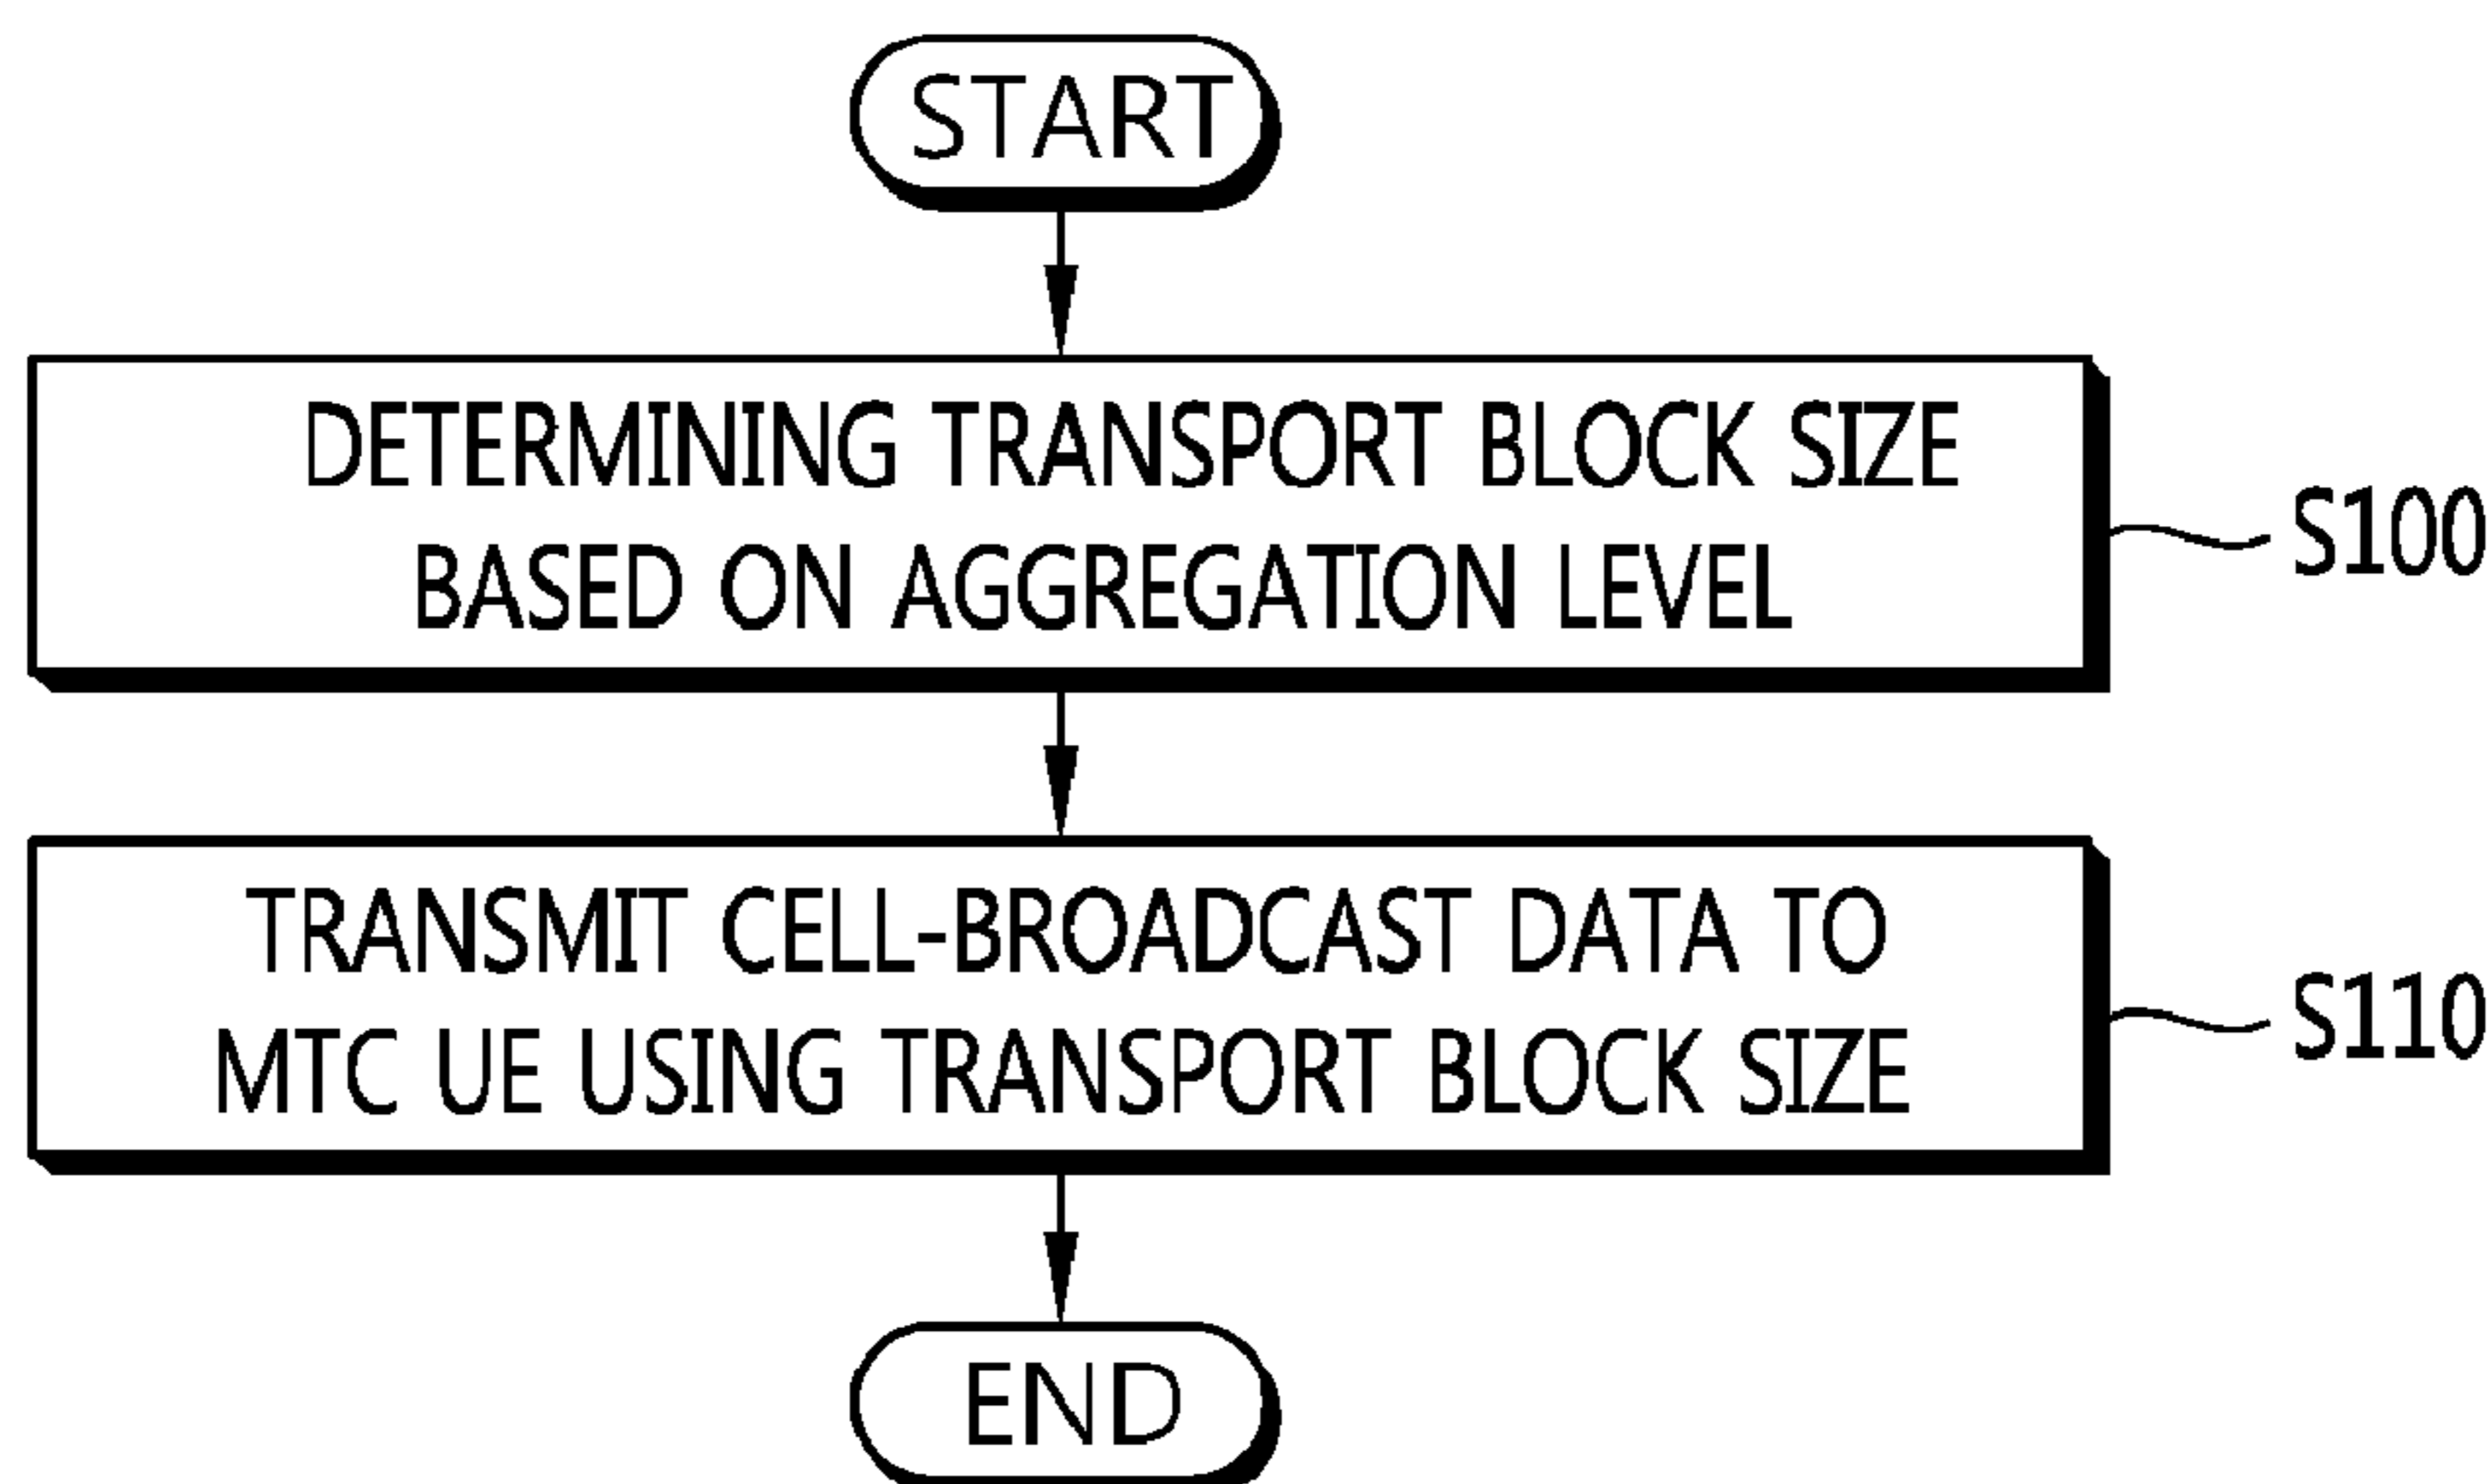 START
DETERMINING TRANSPORT BLOCK SIZE
BASED ON AGGREGATION LEVEL
S100
TRANSMIT CELL-BROADCAST DATA TO
MTC UE USING TRANSPORT BLOCK SIZE
S110
END